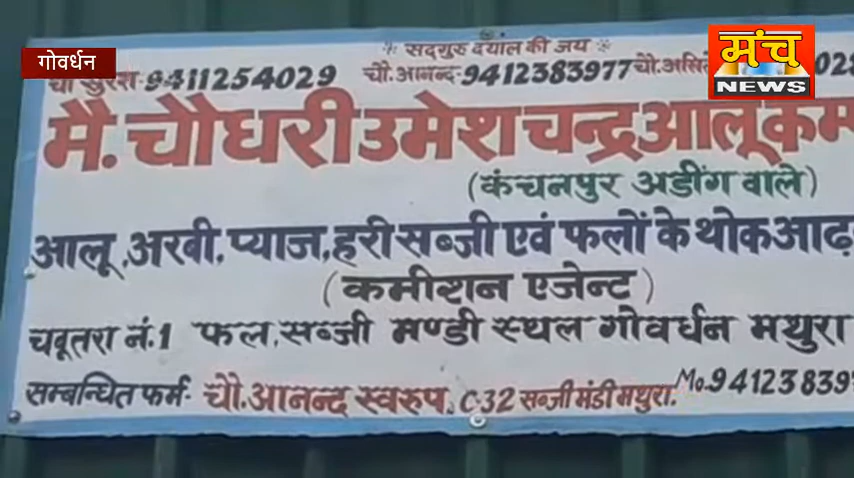 गोवर्धन
मंच
NEWS
सद्गुरु दयाल की जय
चौ सुरेश-9411254029 चौ.आनन्द-9412383977 चौ.असि
मै. चौधरी उमेश चन्द्र आलू कम
(कंचनपुर अडींग वाले)
आलू, अरबी, प्याज, हरी सब्जी एवं फलों के थोक आढ़
(कमीशन एजेन्ट)
चबूतरा नं.1 फल, सब्जी मण्डी स्थल गोवर्धन मथुरा
सम्बन्धित फर्म- चौ. आनन्द स्वरुप, C-32 सब्जी मंडी मथुरा. Mo.94123839